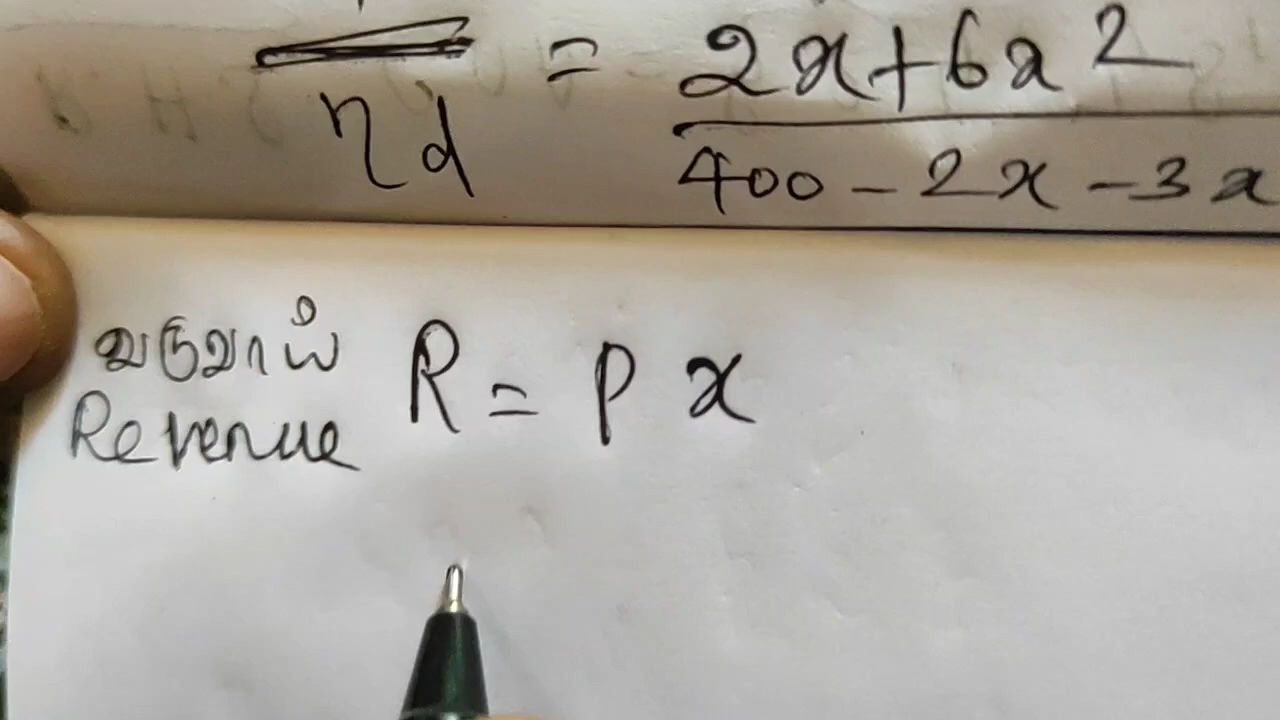 = 2x+6x²
ηd 400 - 2x - 3x
வருவாய் R = P x
Revenue